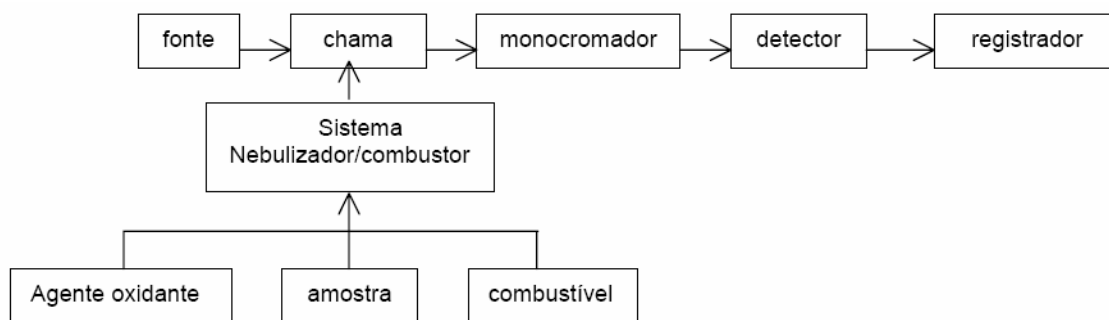 fonte
chama
monocromador
detector
registrador
Sistema
Nebulizador/combustor
Agente oxidante
amostra
combustível